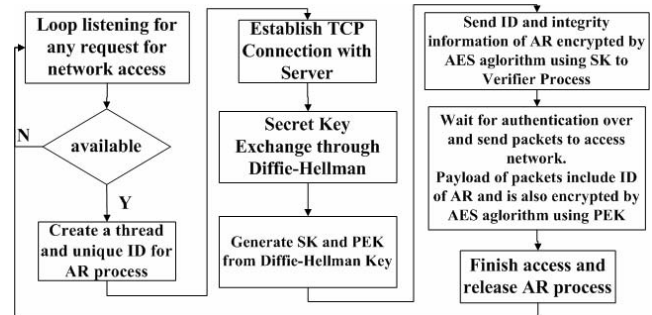 Loop listening for
any request for
network access
N
available
Y
Create a thread
and unique ID for
AR process
Establish TCP
Connection with
Server
Secret Key
Exchange through
Diffie-Hellman
Generate SK and PEK
from Diffie-Hellman Key
Send ID and integrity
information of AR encrypted by
AES aglorithm using SK to
Verifier Process
Wait for authentication over
and send packets to access
network.
Payload of packets include ID
of AR and is also encrypted by
AES aglorithm using PEK
Finish access and
release AR process